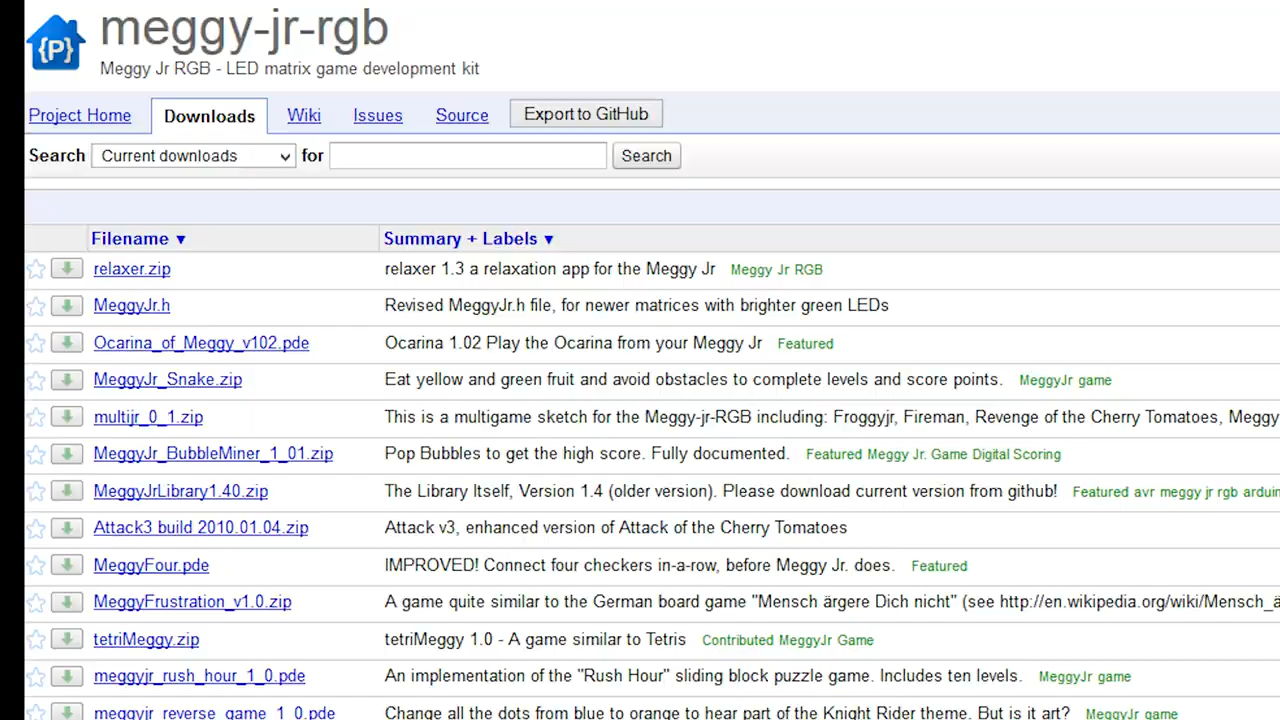 meggy-jr-rgb
{P}
Meggy Jr RGB - LED matrix game development kit
Project Home Downloads Wiki Issues Source Export to GitHub
Search Current downloads for Search
Filename ▼ Summary + Labels ▼
relaxer.zip relaxer 1.3 a relaxation app for the Meggy Jr Meggy Jr RGB
MeggyJr.h Revised MeggyJr.h file, for newer matrices with brighter green LEDs
Ocarina_of_Meggy_v102.pde Ocarina 1.02 Play the Ocarina from your Meggy Jr Featured
MeggyJr_Snake.zip Eat yellow and green fruit and avoid obstacles to complete levels and score points. MeggyJr game
multijr_0_1.zip This is a multigame sketch for the Meggy-jr-RGB including: Froggyjr, Fireman, Revenge of the Cherry Tomatoes, Meggy
MeggyJr_BubbleMiner_1_01.zip Pop Bubbles to get the high score. Fully documented. Featured Meggy Jr. Game Digital Scoring
MeggyJrLibrary1.40.zip The Library Itself, Version 1.4 (older version). Please download current version from github! Featured avr meggy jr rgb arduin
Attack3 build 2010.01.04.zip Attack v3, enhanced version of Attack of the Cherry Tomatoes
MeggyFour.pde IMPROVED! Connect four checkers in-a-row, before Meggy Jr. does. Featured
MeggyFrustration_v1.0.zip A game quite similar to the German board game "Mensch ärgere Dich nicht" (see http://en.wikipedia.org/wiki/Mensch_ä
tetriMeggy.zip tetriMeggy 1.0 - A game similar to Tetris Contributed MeggyJr Game
meggyjr_rush_hour_1_0.pde An implementation of the "Rush Hour" sliding block puzzle game. Includes ten levels. MeggyJr game
meggyjr_reverse_game_1_0.pde Change all the dots from blue to orange to hear part of the Knight Rider theme. But is it art? MeggyJr game